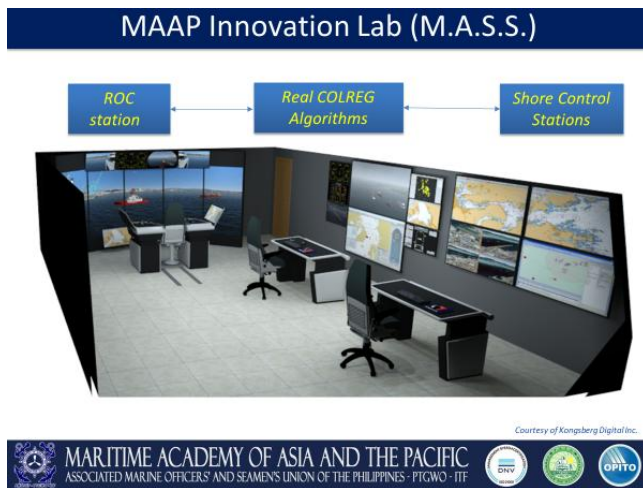 MAAP Innovation Lab (M.A.S.S.)
ROC
station
Real COLREG
Algorithms
Shore Control
Stations
Courtesy of Kongsberg Digital Inc.
MARITIME ACADEMY OF ASIA AND THE PACIFIC
ASSOCIATED MARINE OFFICERS' AND SEAMEN'S UNION OF THE PHILIPPINES - PTGWO - ITF
DNV
OPITO